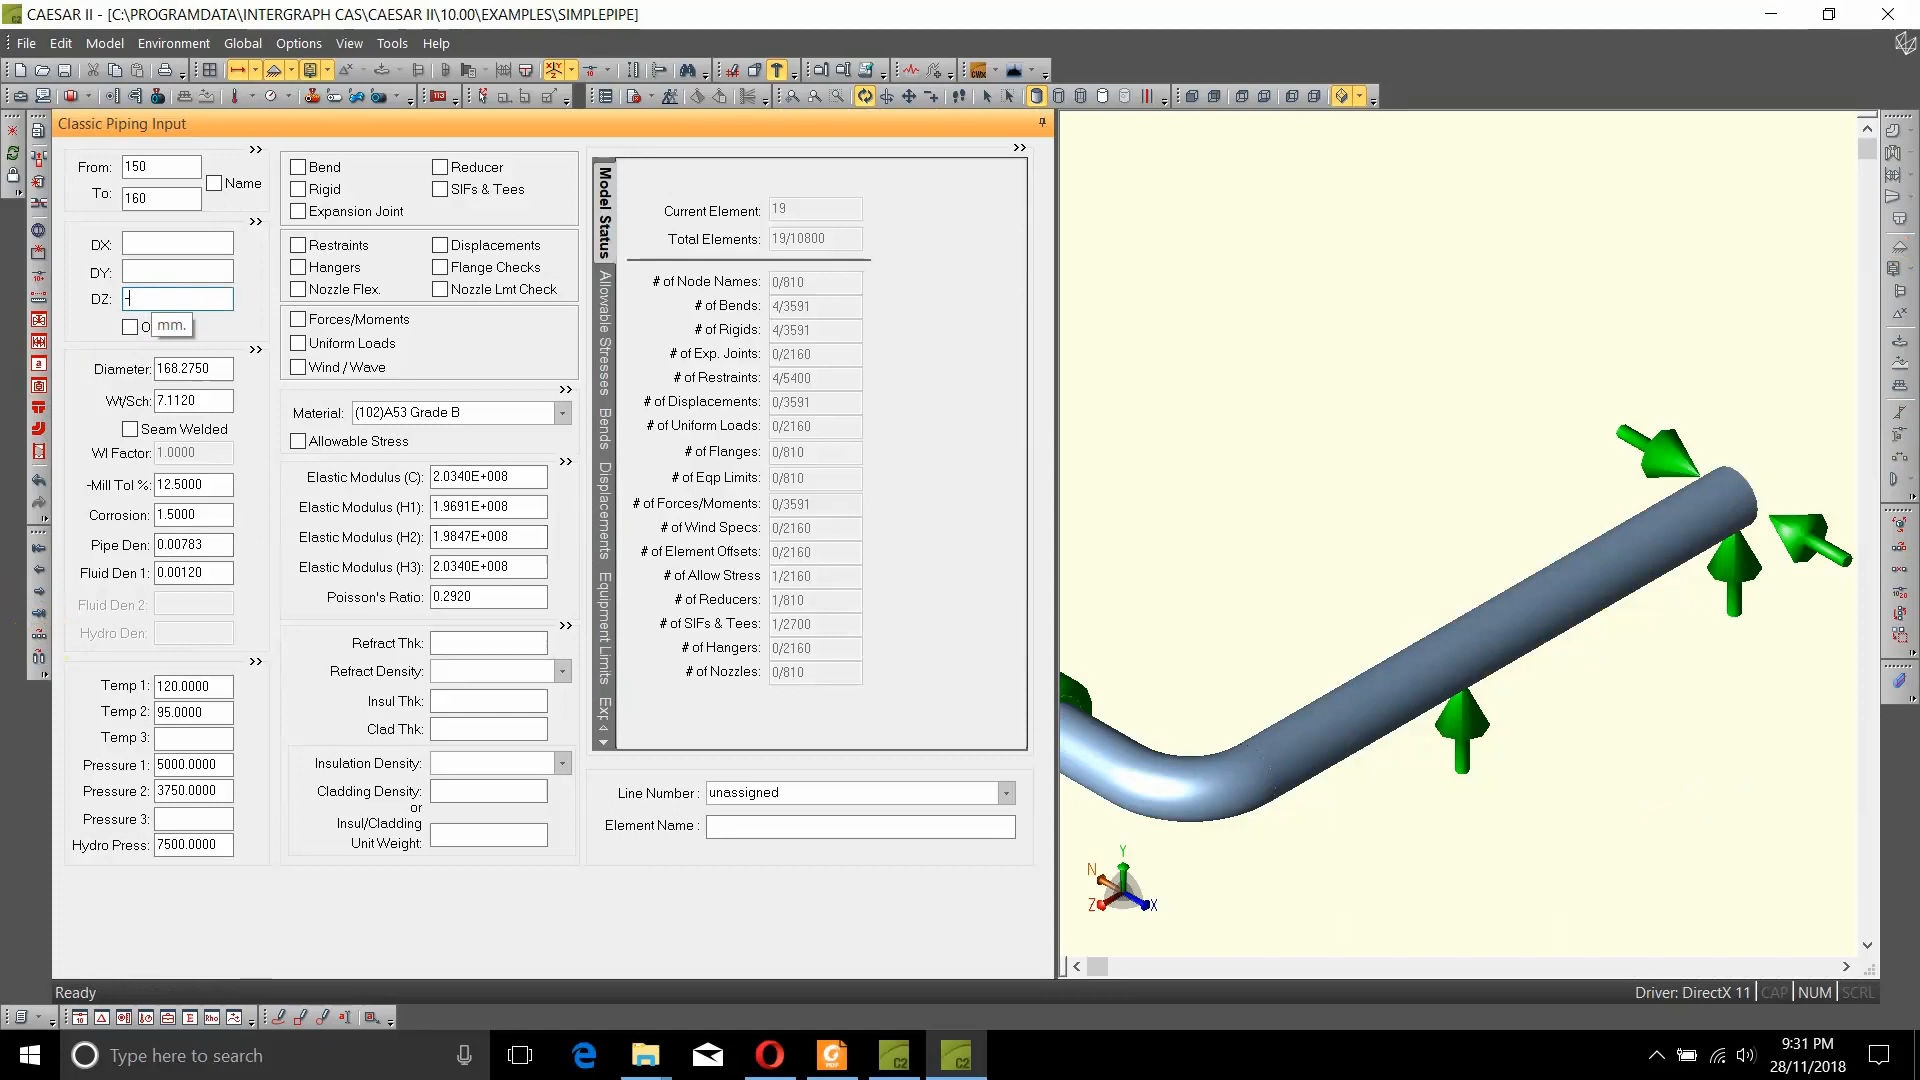 CAESAR II - [C:\PROGRAMDATA\INTERGRAPH CAS\CAESAR II\10.00\EXAMPLES\SIMPLEPIPE]
File Edit Model Environment Global Options View Tools Help
Classic Piping Input
From: 150
To: 160
Name
DX:
DY:
DZ: -
O
mm.
Diameter: 168.2750
Wt/Sch: 7.1120
Seam Welded
WI Factor: 1.0000
-Mill Tol %: 12.5000
Corrosion: 1.5000
Pipe Den: 0.00783
Fluid Den 1: 0.00120
Fluid Den 2:
Hydro Den:
Temp 1: 120.0000
Temp 2: 95.0000
Temp 3:
Pressure 1: 5000.0000
Pressure 2: 3750.0000
Pressure 3:
Hydro Press: 7500.0000
Bend Reducer
Rigid SIFs & Tees
Expansion Joint
Restraints Displacements
Hangers Flange Checks
Nozzle Flex. Nozzle Lmt Check
Forces/Moments
Uniform Loads
Wind / Wave
Material: (102)A53 Grade B
Allowable Stress
Elastic Modulus (C): 2.0340E+008
Elastic Modulus (H1): 1.9691E+008
Elastic Modulus (H2): 1.9847E+008
Elastic Modulus (H3): 2.0340E+008
Poisson's Ratio: 0.2920
Refract Thk:
Refract Density:
Insul Thk:
Clad Thk:
Insulation Density:
Cladding Density:
or
Insul/Cladding
Unit Weight:
Model Status
Allowable Stresses
Bends
Displacements
Equipment Limits
Current Element: 19
Total Elements: 19/10800
# of Node Names: 0/810
# of Bends: 4/3591
# of Rigids: 4/3591
# of Exp. Joints: 0/2160
# of Restraints: 4/5400
# of Displacements: 0/3591
# of Uniform Loads: 0/2160
# of Flanges: 0/810
# of Eqp Limits: 0/810
# of Forces/Moments: 0/3591
# of Wind Specs: 0/2160
# of Element Offsets: 0/2160
# of Allow Stress 1/2160
# of Reducers: 1/810
# of SIFs & Tees: 1/2700
# of Hangers: 0/2160
# of Nozzles: 0/810
Line Number: unassigned
Element Name:
Y
N
Z
X
Ready
Driver: DirectX 11 CAP NUM SCRL
Type here to search
9:31 PM
28/11/2018